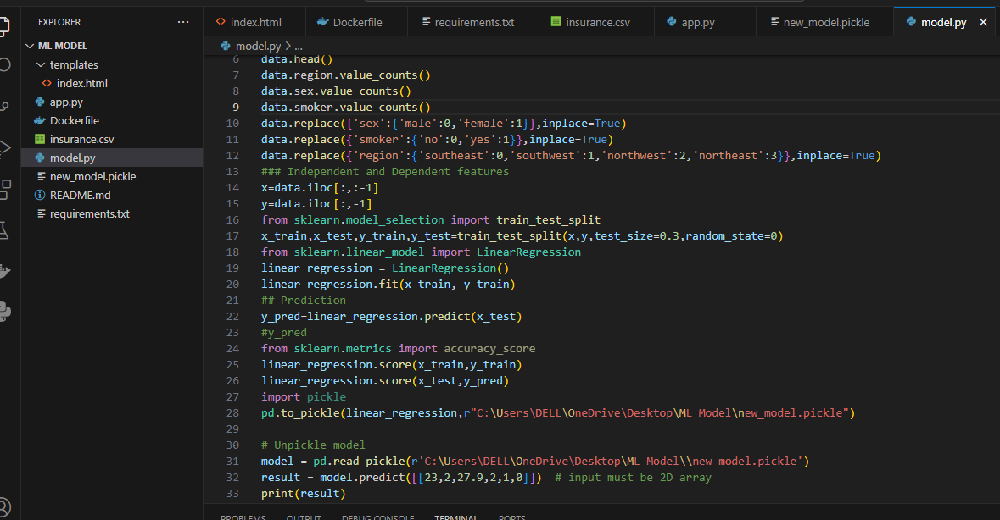 EXPLORER
ML MODEL
templates
index.html
app.py
Dockerfile
insurance.csv
model.py
new_model.pickle
README.md
requirements.txt
index.html Dockerfile requirements.txt insurance.csv app.py new_model.pickle model.py
model.py > ...
6 data.head()
7 data.region.value_counts()
8 data.sex.value_counts()
9 data.smoker.value_counts()
10 data.replace({'sex':{'male':0,'female':1}},inplace=True)
11 data.replace({'smoker':{'no':0,'yes':1}},inplace=True)
12 data.replace({'region':{'southeast':0,'southwest':1,'northwest':2,'northeast':3}},inplace=True)
13 ### Independent and Dependent features
14 x=data.iloc[:,:-1]
15 y=data.iloc[:,-1]
16 from sklearn.model_selection import train_test_split
17 x_train,x_test,y_train,y_test=train_test_split(x,y,test_size=0.3,random_state=0)
18 from sklearn.linear_model import LinearRegression
19 linear_regression = LinearRegression()
20 linear_regression.fit(x_train, y_train)
21 ## Prediction
22 y_pred=linear_regression.predict(x_test)
23 #y_pred
24 from sklearn.metrics import accuracy_score
25 linear_regression.score(x_train,y_train)
26 linear_regression.score(x_test,y_pred)
27 import pickle
28 pd.to_pickle(linear_regression,r"C:\Users\DELL\OneDrive\Desktop\ML Model\new_model.pickle")
29
30 # Unpickle model
31 model = pd.read_pickle(r'C:\Users\DELL\OneDrive\Desktop\ML Model\\new_model.pickle')
32 result = model.predict([[23,2,27.9,2,1,0]]) # input must be 2D array
33 print(result)
PROBLEMS OUTPUT DEBUG CONSOLE TERMINAL PORTS